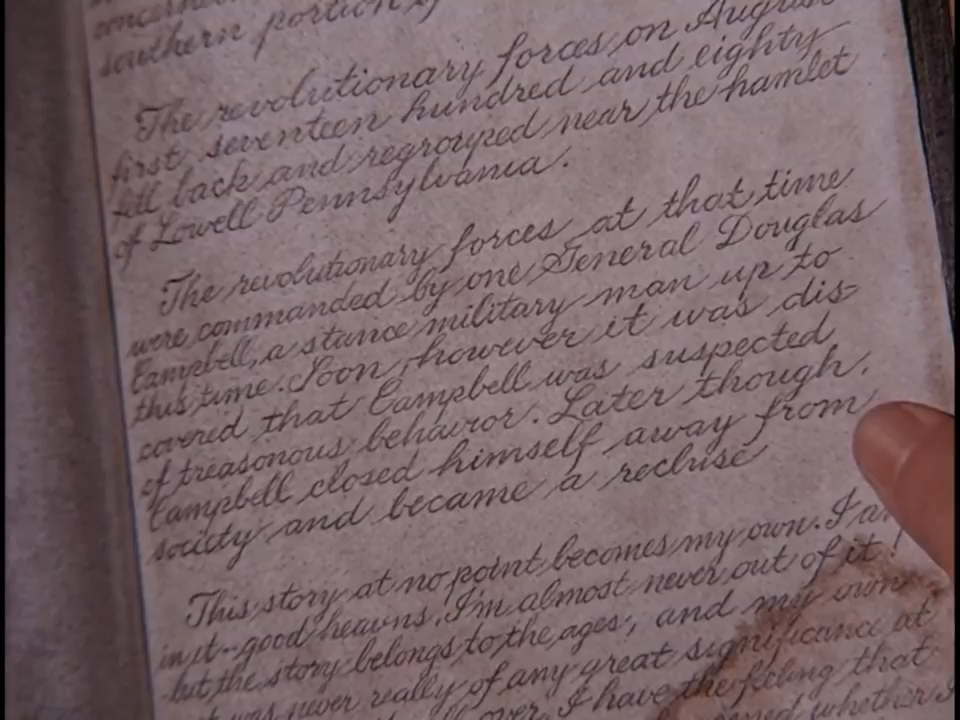 southern portion of
The revolutionary forces on August
first seventeen hundred and eighty
fell back and regrouped near the hamlet
of Lowell Pennsylvania.
The revolutionary forces at that time
were commanded by one General Douglas
Campbell, a stance military man up to
this time. Soon, however it was dis=
covered that Campbell was suspected
of treasonous behavior. Later though,
Campbell closed himself away from
society and became a recluse
This story at no point becomes my own. I am
in it--good heavns, I'm almost never out of it!
but the story belongs to the ages, and my own
was never really of any great significance at
over. I have the feeling that
whether